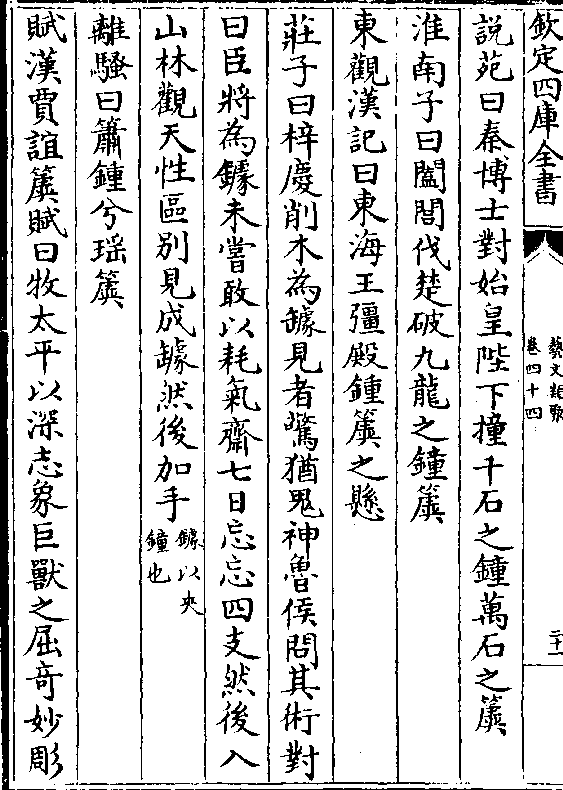 欽定四庫全書
藝文類聚
卷四十四
二十一
說苑曰秦博士對始皇陛下撞千石之鍾萬石之簴
淮南子曰闔閭伐楚破九龍之鐘簴
東觀漢記曰東海王彊殿鍾簴之懸
莊子曰梓慶削木為鐻見者驚猶鬼神魯侯問其術對
曰臣將為鐻未嘗敢以耗氣齋七日忘忘四支然後入
山林觀天性區别見成鐻然後加手鐻以夾鐘也
離騷曰簫鍾兮瑶簴
賦漢賈誼簴賦曰牧太平以深志象巨獸之屈奇妙彫